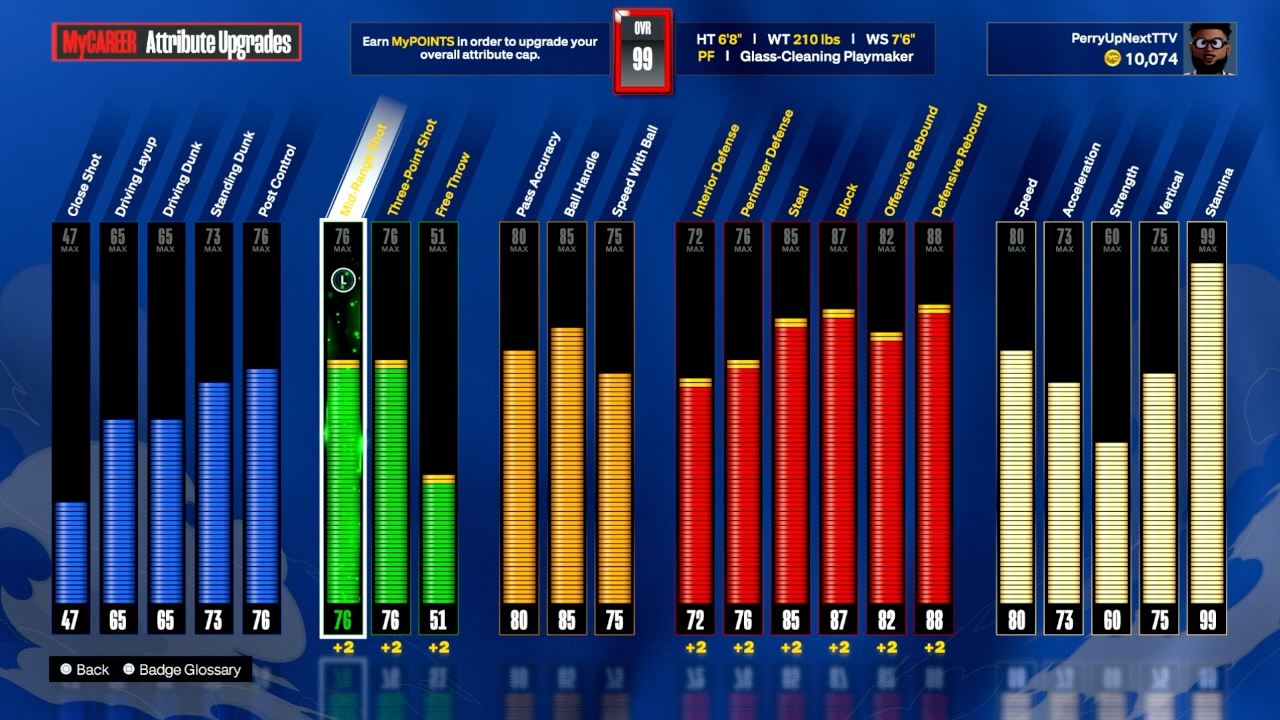 MyCAREER Attribute Upgrades
Earn MyPOINTS in order to upgrade your
overall attribute cap.
OVR
99
HT 6'8" | WT 210 lbs | WS 7'6"
PF | Glass-Cleaning Playmaker
PerryUpNextTTV
VC 10,074
Close Shot
Driving Layup
Driving Dunk
Standing Dunk
Post Control
Mid-Range Shot
Three-Point Shot
Free Throw
Pass Accuracy
Ball Handle
Speed With Ball
Interior Defense
Perimeter Defense
Steal
Block
Offensive Rebound
Defensive Rebound
Speed
Acceleration
Strength
Vertical
Stamina
47 65 65 73 76 76 76 51 80 85 75 72 76 85 87 82 88 80 73 60 75 99
MAX MAX MAX MAX MAX MAX MAX MAX MAX MAX MAX MAX MAX MAX MAX MAX MAX MAX MAX MAX MAX MAX
L
47 65 65 73 76 76 76 51 80 85 75 72 76 85 87 82 88 80 73 60 75 99
+2 +2 +2 +2 +2 +2 +2 +2 +2
Back Badge Glossary